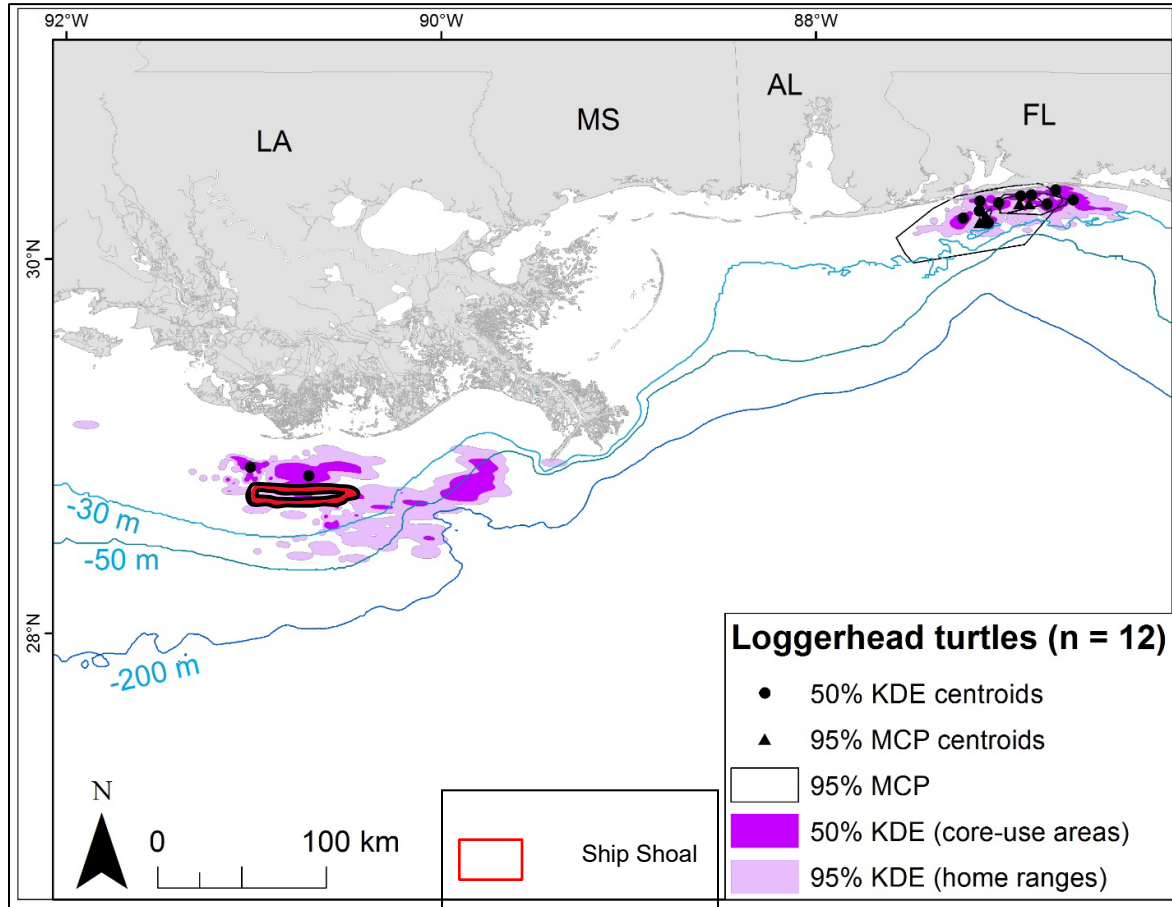 92°W 90°W 88°W
LA
MS
AL
FL
30°N
-30 m
-50 m
28°N
-200 m
Loggerhead turtles (n = 12)
50% KDE centroids
95% MCP centroids
95% MCP
50% KDE (core-use areas)
95% KDE (home ranges)
N
0 100 km
Ship Shoal